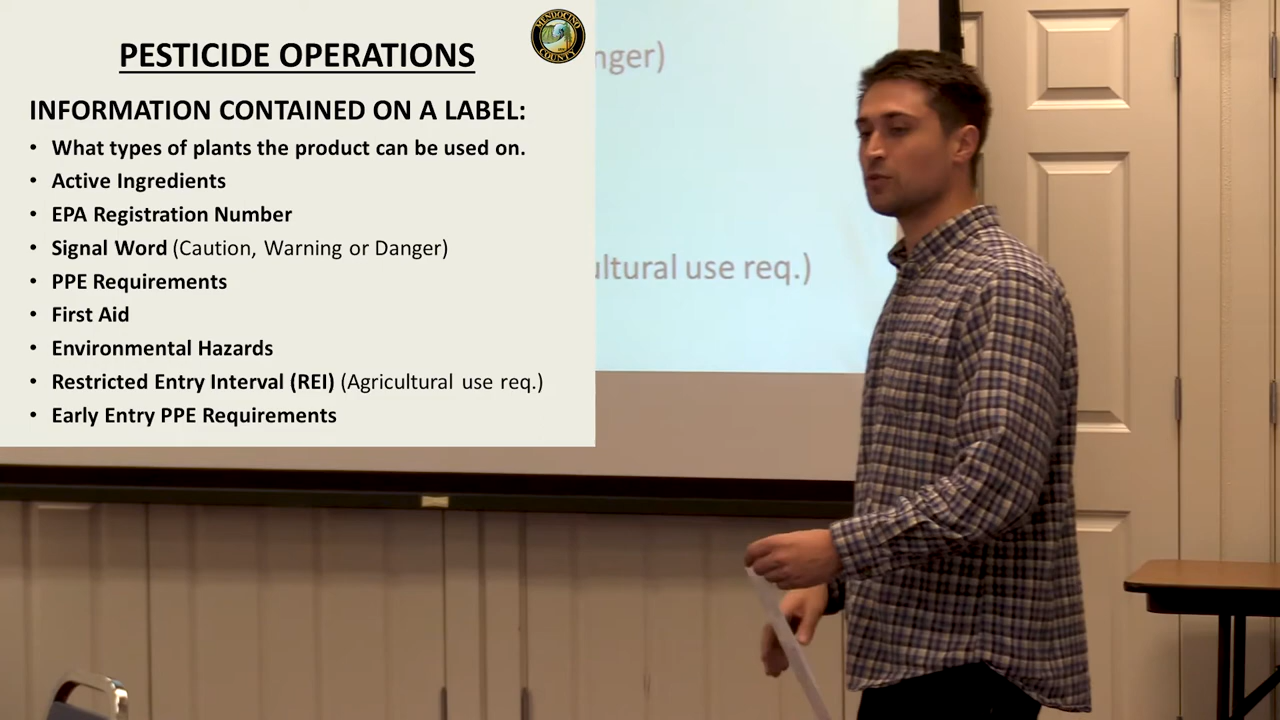 MENDOCINO
COUNTY
PESTICIDE OPERATIONS
INFORMATION CONTAINED ON A LABEL:
• What types of plants the product can be used on.
• Active Ingredients
• EPA Registration Number
• Signal Word (Caution, Warning or Danger)
• PPE Requirements
• First Aid
• Environmental Hazards
• Restricted Entry Interval (REI) (Agricultural use req.)
• Early Entry PPE Requirements
nger)
ultural use req.)